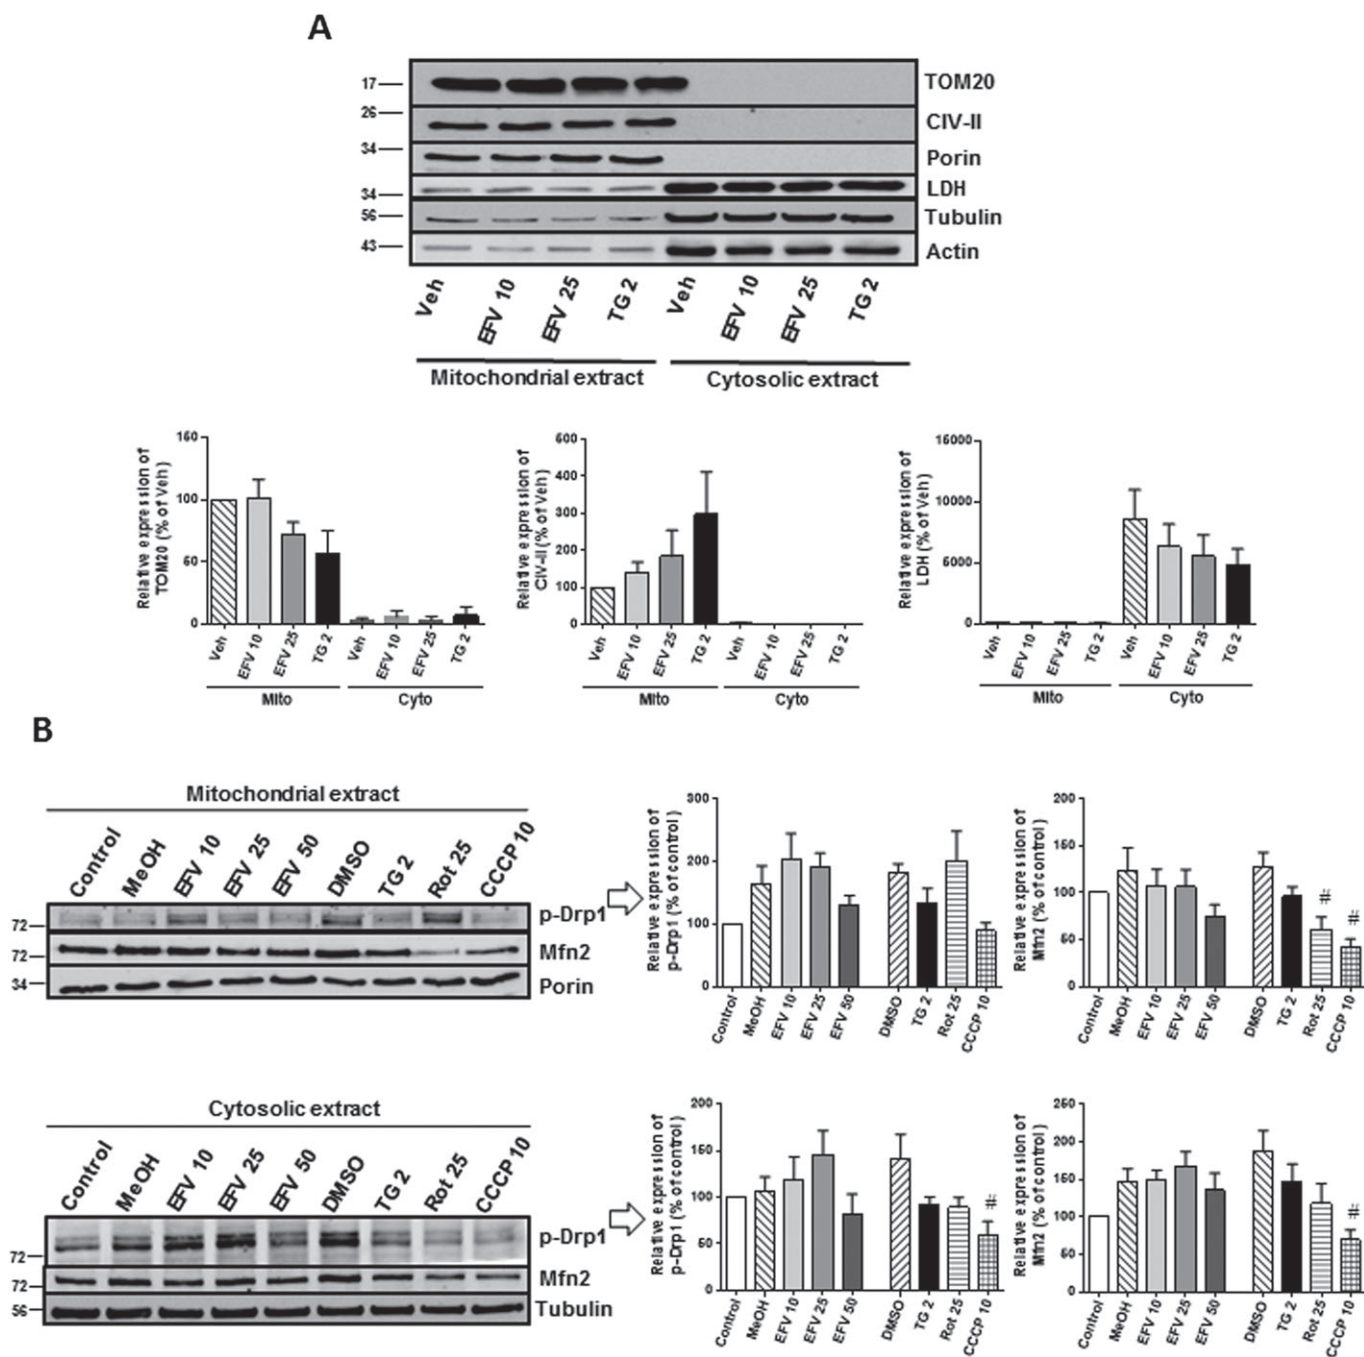 A
17
TOM20
26
CIV-II
34
Porin
34
LDH
56
Tubulin
43
Actin
Veh
EFV 10
EFV 25
TG 2
Veh
EFV 10
EFV 25
TG 2
Mitochondrial extract
Cytosolic extract
Relative expression of
TOM20 (% of Veh)
160
100
60
0
Veh
EFV 10
EFV 25
TG 2
Veh
EFV 10
EFV 25
TG 2
Mito
Cyto
Relative expression of
CIV-II (% of Veh)
600
400
300
200
100
0
Veh
EFV 10
EFV 25
TG 2
Veh
EFV 10
EFV 25
TG 2
Mito
Cyto
Relative expression of
LDH (% of Veh)
16000
10000
6000
0
Veh
EFV 10
EFV 25
TG 2
Veh
EFV 10
EFV 25
TG 2
Mito
Cyto
B
Mitochondrial extract
Control
MeOH
EFV 10
EFV 25
EFV 50
DMSO
TG 2
Rot 25
CCCP 10
72
p-Drp1
72
Mfn2
34
Porin
Relative expression of
p-Drp1 (% of control)
300
200
100
0
Control
MeOH
EFV 10
EFV 25
EFV 50
DMSO
TG 2
Rot 25
CCCP 10
Relative expression of
Mfn2 (% of control)
200
150
100
50
0
#
#
Control
MeOH
EFV 10
EFV 25
EFV 50
DMSO
TG 2
Rot 25
CCCP 10
Cytosolic extract
Control
MeOH
EFV 10
EFV 25
EFV 50
DMSO
TG 2
Rot 25
CCCP 10
72
p-Drp1
72
Mfn2
56
Tubulin
Relative expression of
p-Drp1 (% of control)
200
150
100
50
0
#
Control
MeOH
EFV 10
EFV 25
EFV 50
DMSO
TG 2
Rot 25
CCCP 10
Relative expression of
Mfn2 (% of control)
250
200
150
100
50
0
#
Control
MeOH
EFV 10
EFV 25
EFV 50
DMSO
TG 2
Rot 25
CCCP 10